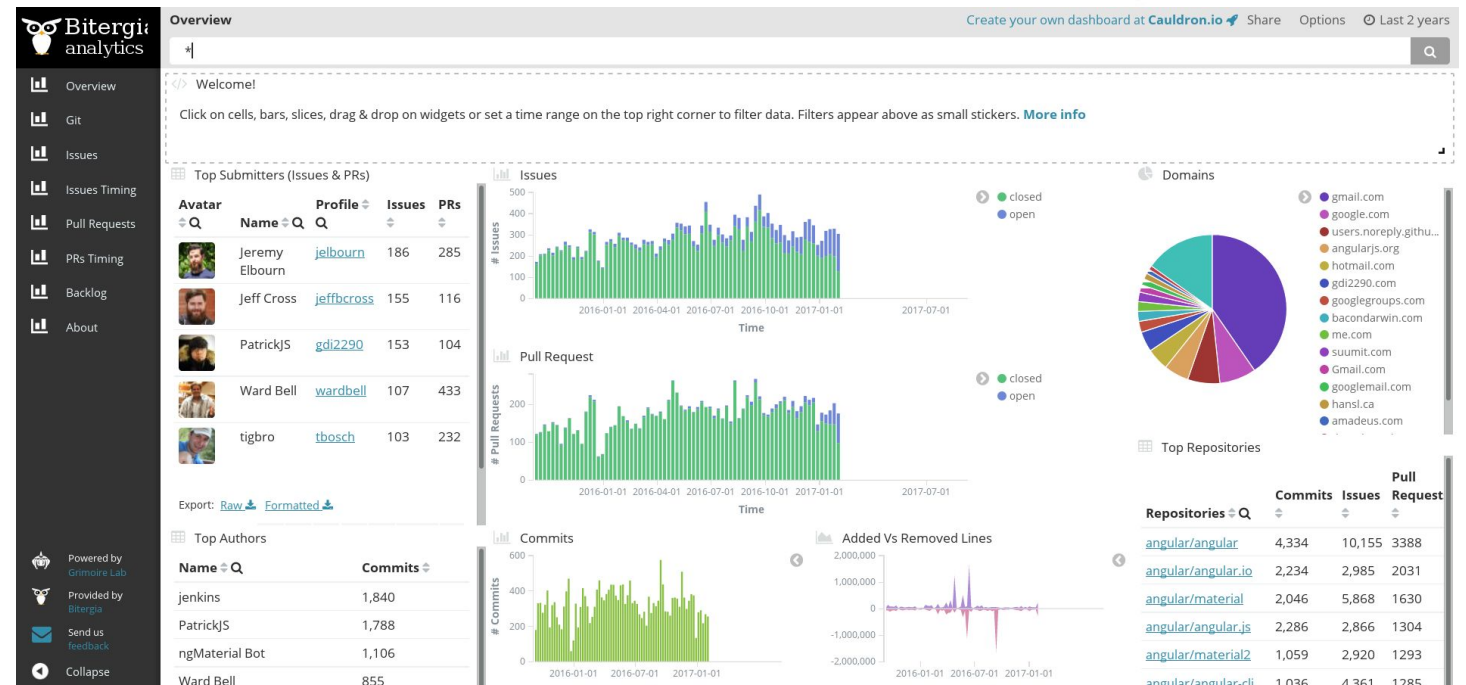 Bitergia
analytics
Overview
Git
Issues
Issues Timing
Pull Requests
PRs Timing
Backlog
About
Powered by
Grimoire Lab
Provided by
Bitergia
Send us
feedback
Collapse
Overview
Create your own dashboard at Cauldron.io Share Options Last 2 years
*
</> Welcome!
Click on cells, bars, slices, drag & drop on widgets or set a time range on the top right corner to filter data. Filters appear above as small stickers. More info
Top Submitters (Issues & PRs)
Avatar Name Profile Issues PRs
Jeremy Elbourn jelbourn 186 285
Jeff Cross jeffbcross 155 116
PatrickJS gdi2290 153 104
Ward Bell wardbell 107 433
tigbro tbosch 103 232
Export: Raw Formatted
Issues
# Issues
500
400
300
200
100
0
2016-01-01 2016-04-01 2016-07-01 2016-10-01 2017-01-01 2017-07-01
Time
closed
open
Pull Request
# Pull Requests
200
100
0
2016-01-01 2016-04-01 2016-07-01 2016-10-01 2017-01-01 2017-07-01
Time
closed
open
Domains
gmail.com
google.com
users.noreply.githu...
angularjs.org
hotmail.com
gdi2290.com
googlegroups.com
bacondarwin.com
me.com
suumit.com
Gmail.com
googlemail.com
hansl.ca
amadeus.com
Top Authors
Name Commits
jenkins 1,840
PatrickJS 1,788
ngMaterial Bot 1,106
Ward Bell 855
Commits
# Commits
600
400
200
0
2016-01-01 2016-07-01 2017-01-01
Added Vs Removed Lines
2,000,000
1,000,000
0
-1,000,000
-2,000,000
2016-01-01 2016-07-01 2017-01-01
Top Repositories
Repositories Commits Issues Pull Request
angular/angular 4,334 10,155 3388
angular/angular.io 2,234 2,985 2031
angular/material 2,046 5,868 1630
angular/angular.js 2,286 2,866 1304
angular/material2 1,059 2,920 1293
angular/angular-cli 1,036 4,361 1285